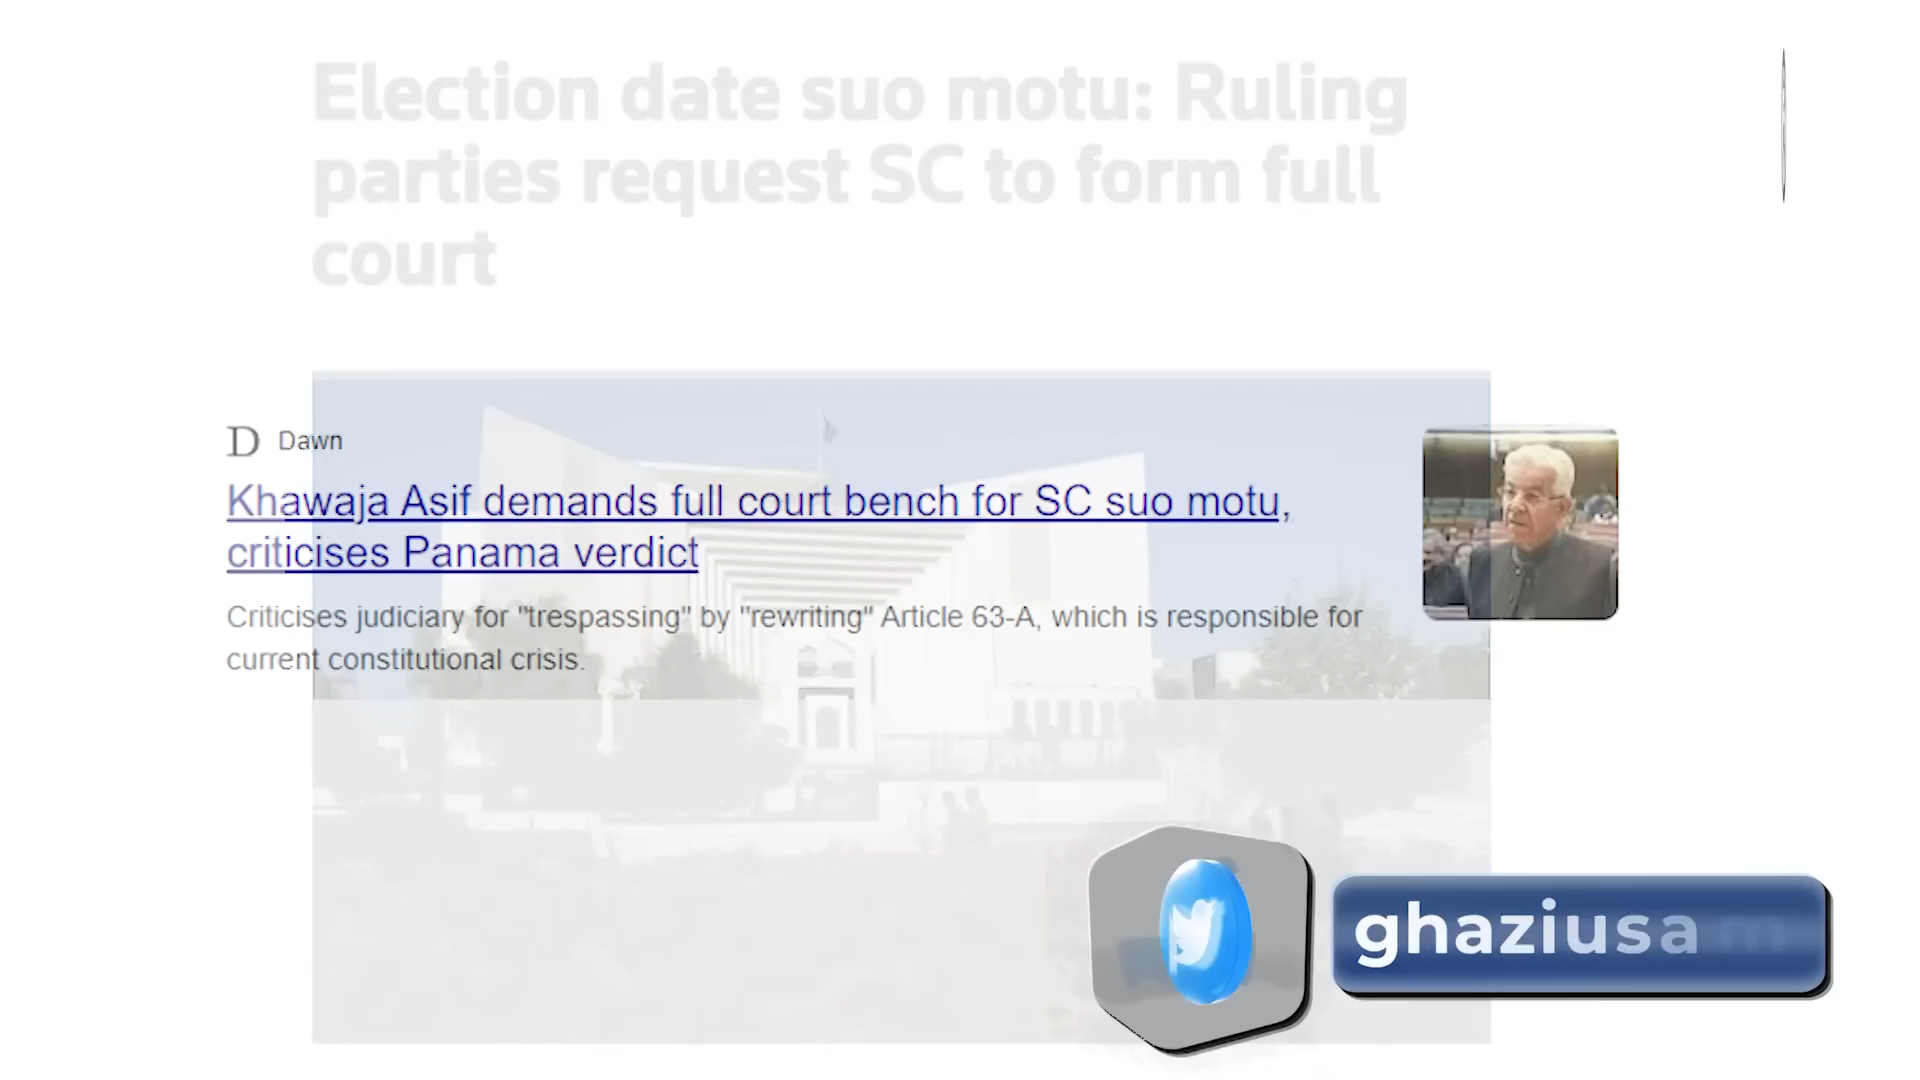 Election date suo motu: Ruling
parties request SC to form full
court
D Dawn
Khawaja Asif demands full court bench for SC suo motu,
criticises Panama verdict
Criticises judiciary for "trespassing" by "rewriting" Article 63-A, which is responsible for
current constitutional crisis.
ghaziusam